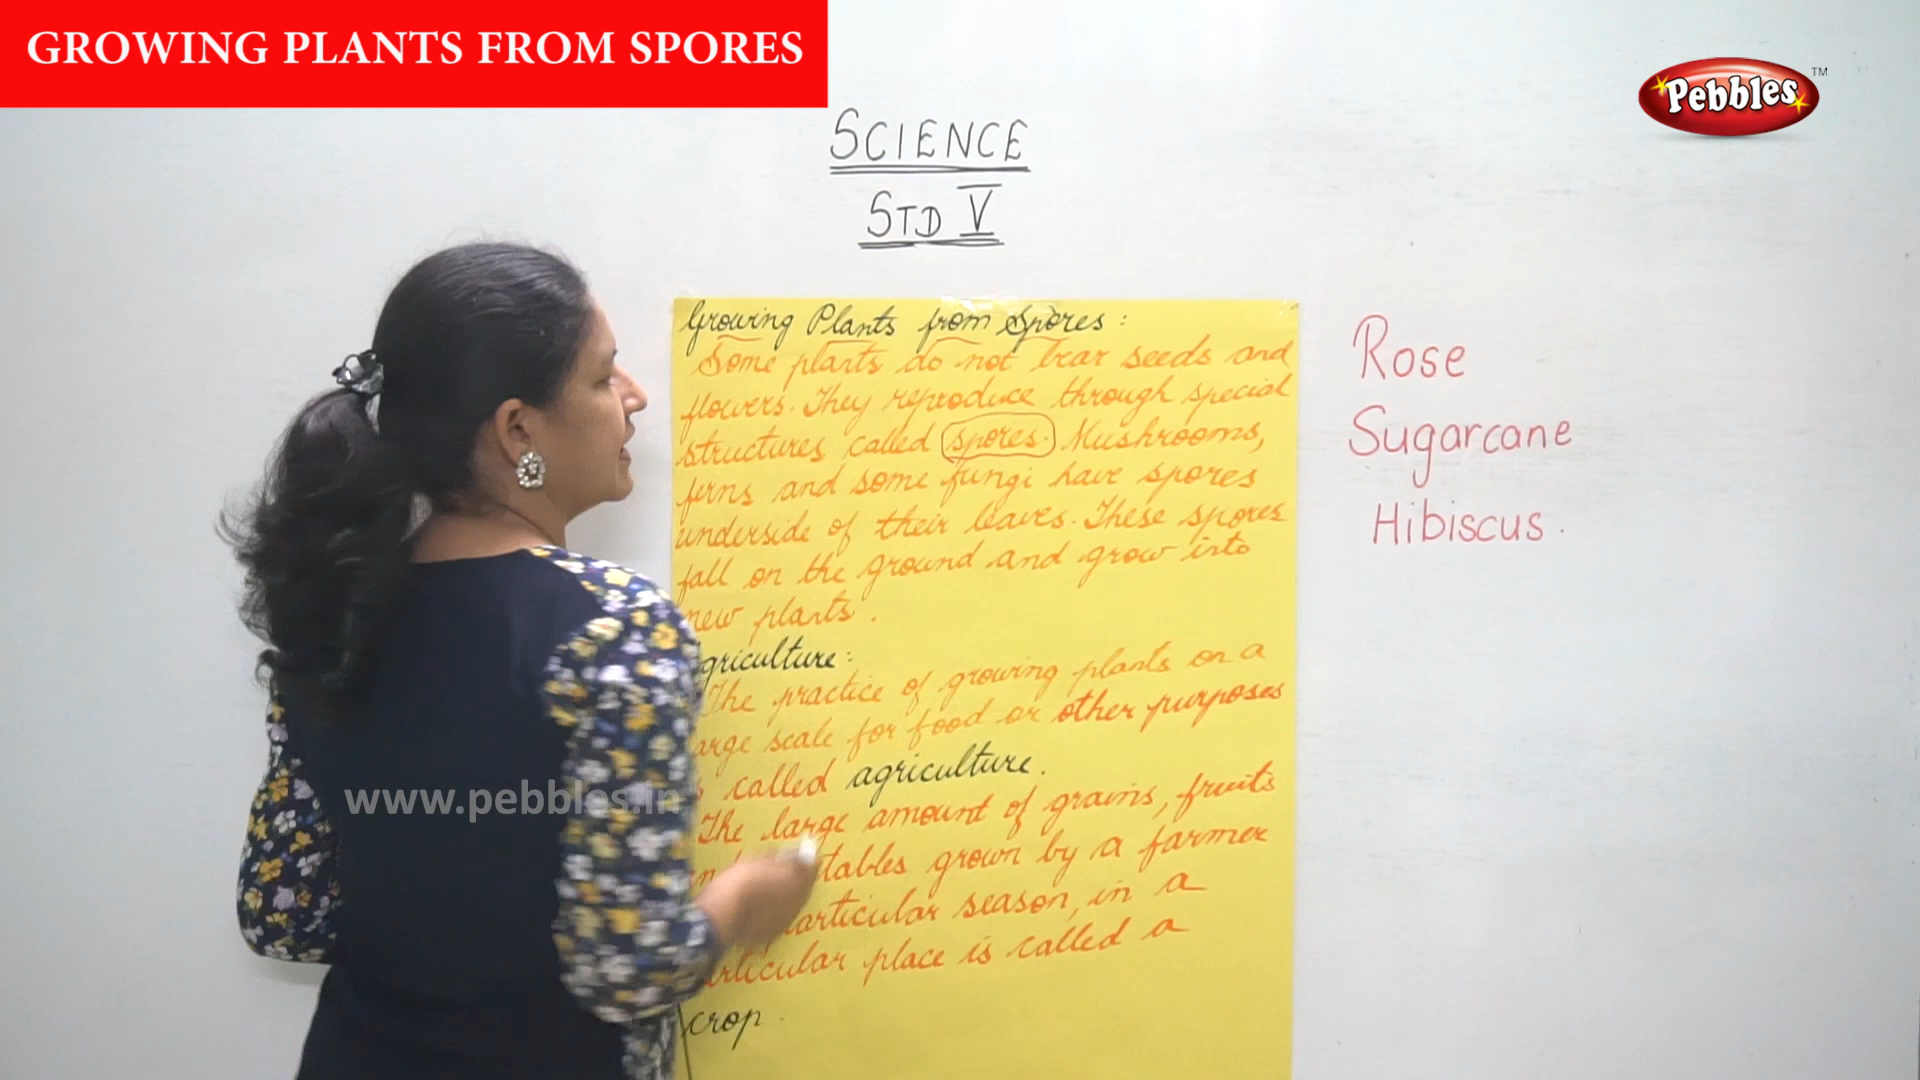 GROWING PLANTS FROM SPORES
Pebbles TM
SCIENCE
STD V
Growing Plants from Spores:
Some plants do not bear seeds and
flowers. They reproduce through special
structures called spores. Mushrooms,
ferns and some fungi have spores
underside of their leaves. These spores
fall on the ground and grow into
new plants.
griculture:
The practice of growing plants on a
arge scale for food or other purposes
s called agriculture.
The large amount of grains, fruits
tables grown by a farmer
articular season, in a
rticular place is called a
crop.
Rose
Sugarcane
Hibiscus.
www.pebbles.in